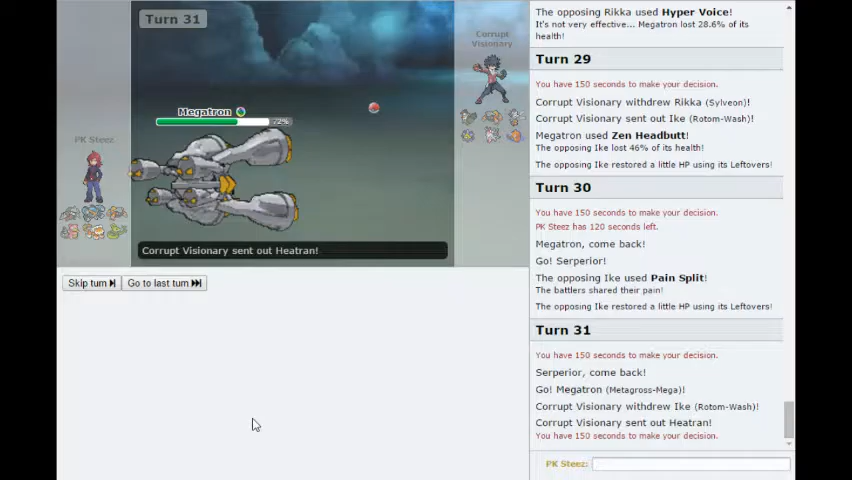 Turn 31
Megatron
72%
PK Steez
Corrupt Visionary sent out Heatran!
Corrupt
Visionary
Skip turn
Go to last turn
The opposing Rikka used Hyper Voice!
It's not very effective... Megatron lost 28.6% of its
health!
Turn 29
You have 150 seconds to make your decision.
Corrupt Visionary withdrew Rikka (Sylveon)!
Corrupt Visionary sent out Ike (Rotom-Wash)!
Megatron used Zen Headbutt!
The opposing Ike lost 46% of its health!
The opposing Ike restored a little HP using its Leftovers!
Turn 30
You have 150 seconds to make your decision.
PK Steez has 120 seconds left.
Megatron, come back!
Go! Serperior!
The opposing Ike used Pain Split!
The battlers shared their pain!
The opposing Ike restored a little HP using its Leftovers!
Turn 31
You have 150 seconds to make your decision.
Serperior, come back!
Go! Megatron (Metagross-Mega)!
Corrupt Visionary withdrew Ike (Rotom-Wash)!
Corrupt Visionary sent out Heatran!
You have 150 seconds to make your decision.
PK Steez: